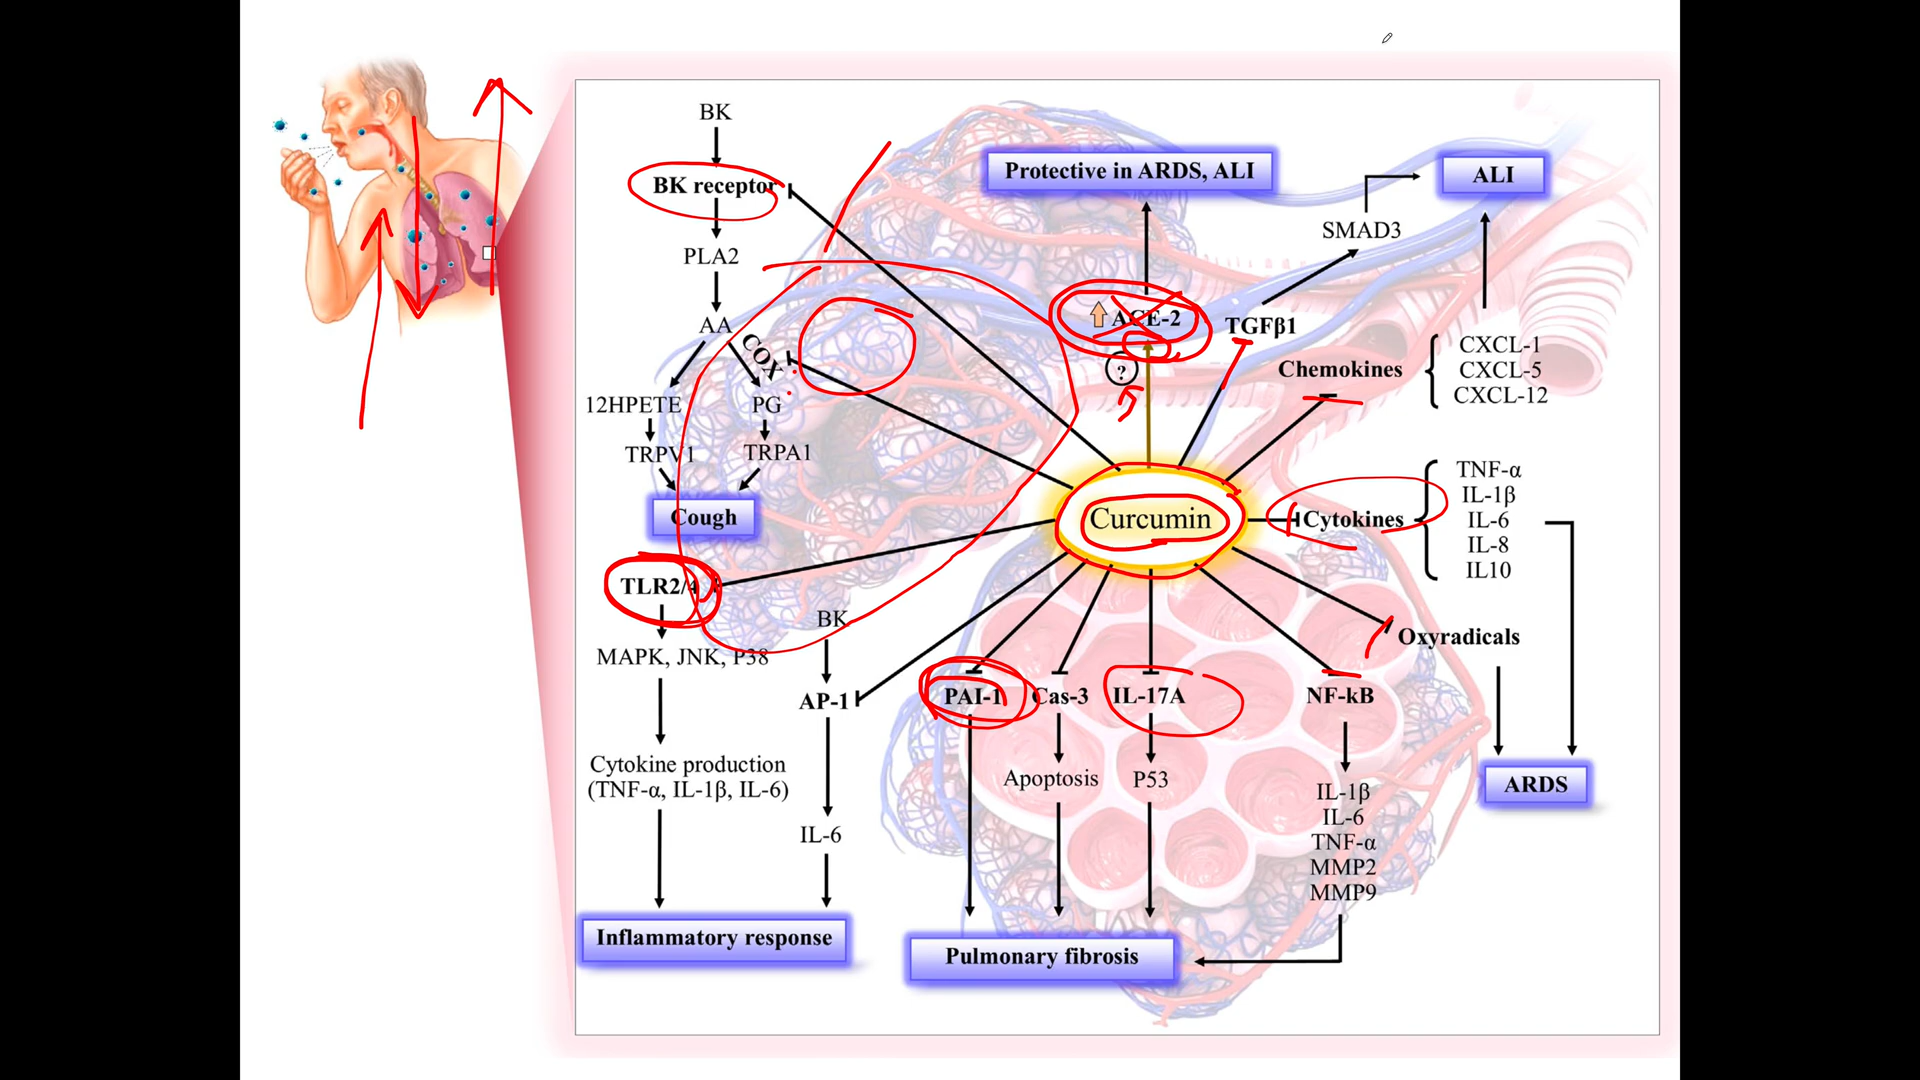 BK
BK receptor
PLA2
AA
COX
12HPETE
PG
TRPV1
TRPA1
Cough
TLR2/4
MAPK, JNK, P38
Cytokine production
(TNF-α, IL-1β, IL-6)
BK
AP-1
IL-6
Inflammatory response
Protective in ARDS, ALI
ALI
SMAD3
ACE-2
TGFβ1
?
Chemokines
CXCL-1
CXCL-5
CXCL-12
Curcumin
Cytokines
TNF-α
IL-1β
IL-6
IL-8
IL10
Oxyradicals
PAI-1
Cas-3
IL-17A
NF-kB
Apoptosis
P53
IL-1β
IL-6
TNF-α
MMP2
MMP9
ARDS
Pulmonary fibrosis